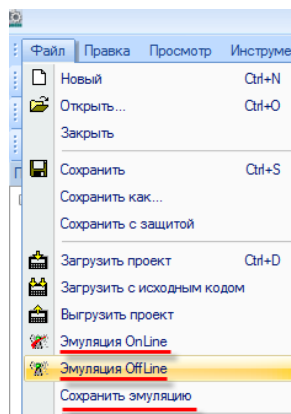 Файл Правка Просмотр Инструме
Новый Ctrl+N
Открыть... Ctrl+O
Закрыть
Сохранить Ctrl+S
Сохранить как...
Сохранить с защитой
Загрузить проект Ctrl+D
Загрузить с исходным кодом
Выгрузить проект
Эмуляция OnLine
Эмуляция OffLine
Сохранить эмуляцию